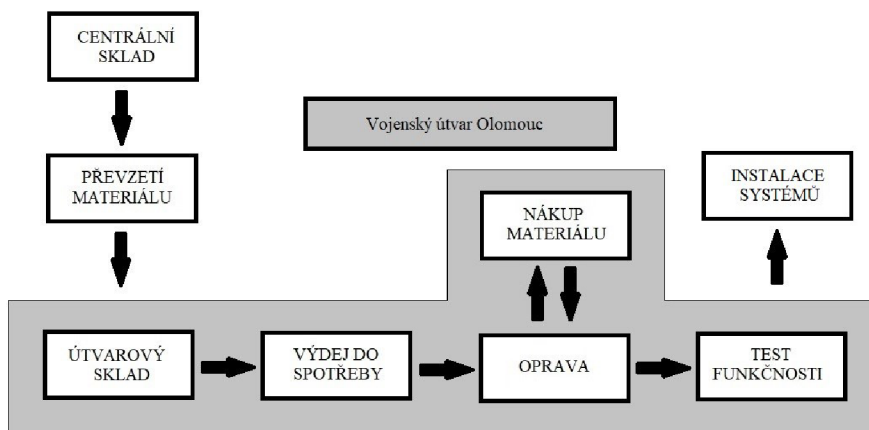 CENTRÁLNÍ
SKLAD
Vojenský útvar Olomouc
PŘEVZETÍ
MATERIÁLU
INSTALACE
SYSTÉMŮ
NÁKUP
MATERIÁLU
ÚTVAROVÝ
SKLAD
VÝDEJ DO
SPOTŘEBY
OPRAVA
TEST
FUNKČNOSTI